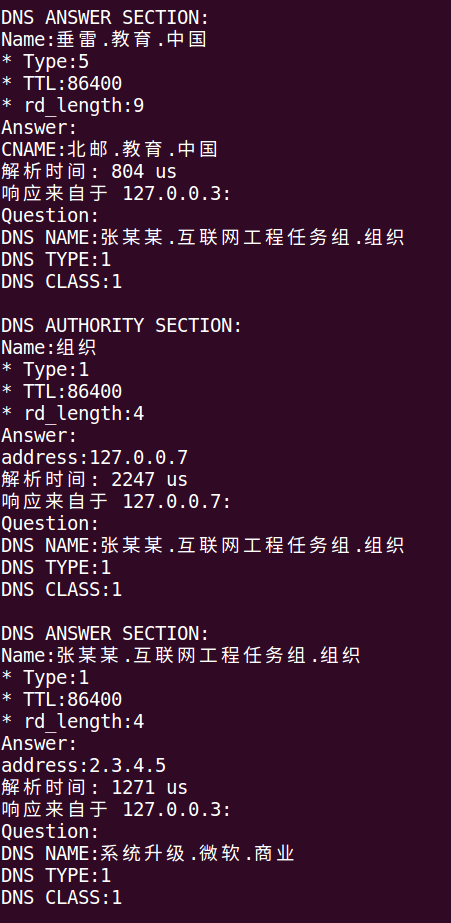 DNS ANSWER SECTION:
Name:垂雷.教育.中国
* Type:5
* TTL:86400
* rd_length:9
Answer:
CNAME:北邮.教育.中国
解析时间: 804 us
响应来自于 127.0.0.3:
Question:
DNS NAME:张某某.互联网工程任务组.组织
DNS TYPE:1
DNS CLASS:1
DNS AUTHORITY SECTION:
Name:组织
* Type:1
* TTL:86400
* rd_length:4
Answer:
address:127.0.0.7
解析时间: 2247 us
响应来自于 127.0.0.7:
Question:
DNS NAME:张某某.互联网工程任务组.组织
DNS TYPE:1
DNS CLASS:1
DNS ANSWER SECTION:
Name:张某某.互联网工程任务组.组织
* Type:1
* TTL:86400
* rd_length:4
Answer:
address:2.3.4.5
解析时间: 1271 us
响应来自于 127.0.0.3:
Question:
DNS NAME:系统升级.微软.商业
DNS TYPE:1
DNS CLASS:1